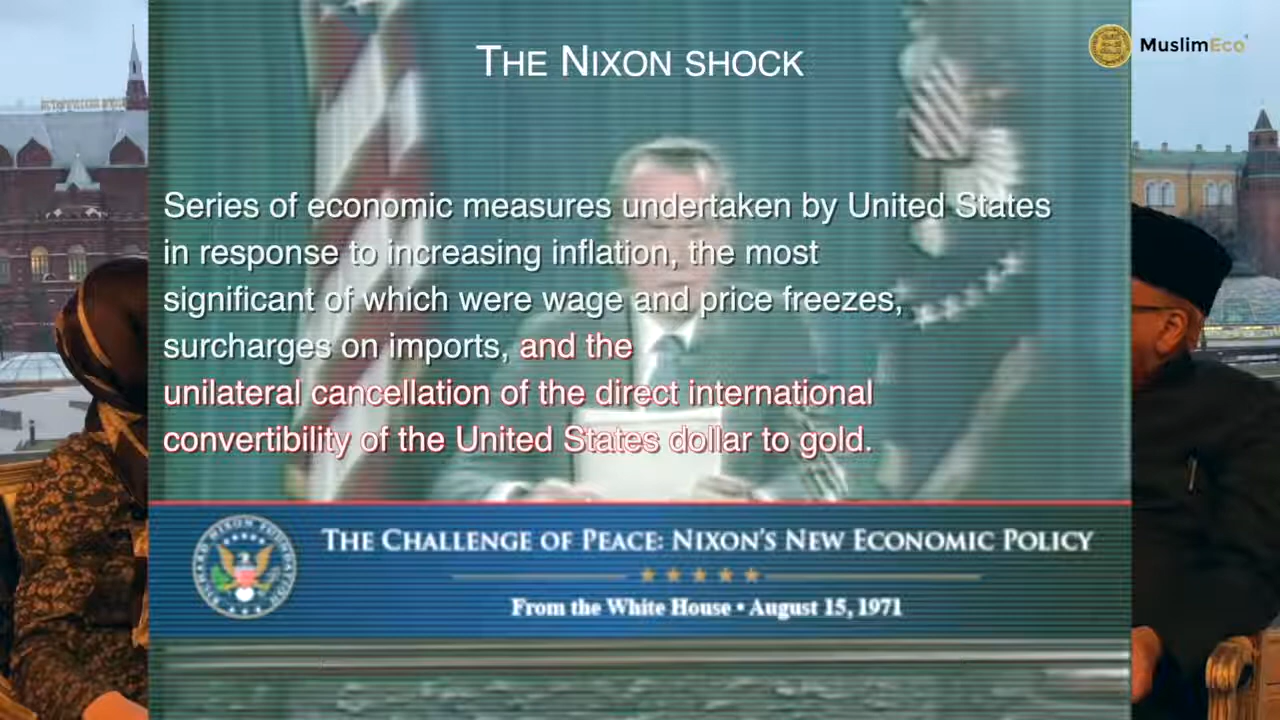 THE NIXON SHOCK
MuslimEco
Series of economic measures undertaken by United States
in response to increasing inflation, the most
significant of which were wage and price freezes,
surcharges on imports, and the
unilateral cancellation of the direct international
convertibility of the United States dollar to gold.
RICHARD NIXON FOUNDATION
THE CHALLENGE OF PEACE: NIXON'S NEW ECONOMIC POLICY
From the White House • August 15, 1971